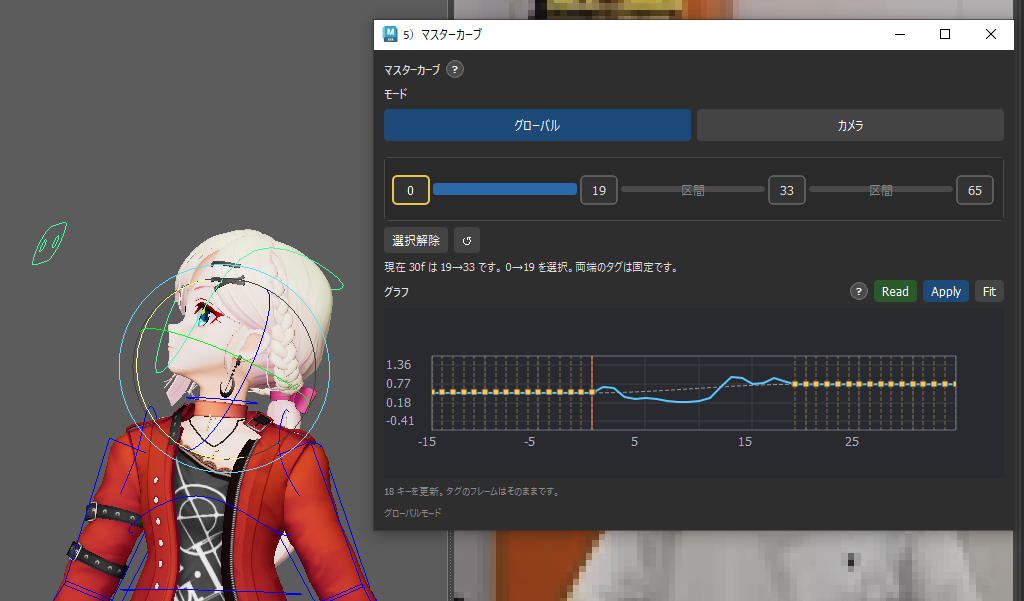 5）マスターカーブ
マスターカーブ ?
モード
グローバル カメラ
0 19 区間 33 区間 65
選択解除 ↺
現在 30f は 19→33 です。0→19 を選択。両端のタグは固定です。
グラフ ? Read Apply Fit
1.36
0.77
0.18
-0.41
-15 -5 5 15 25
18 キーを更新。タグのフレームはそのままです。
グローバルモード